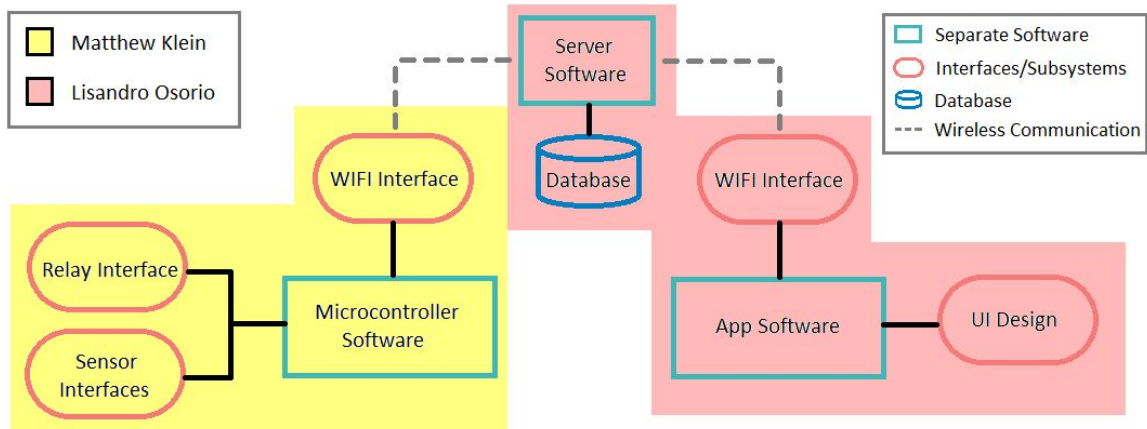 Matthew Klein
Lisandro Osorio
Server
Software
Separate Software
Interfaces/Subsystems
Database
Wireless Communication
WIFI Interface
Database
WIFI Interface
Relay Interface
Microcontroller
Software
Sensor
Interfaces
App Software
UI Design